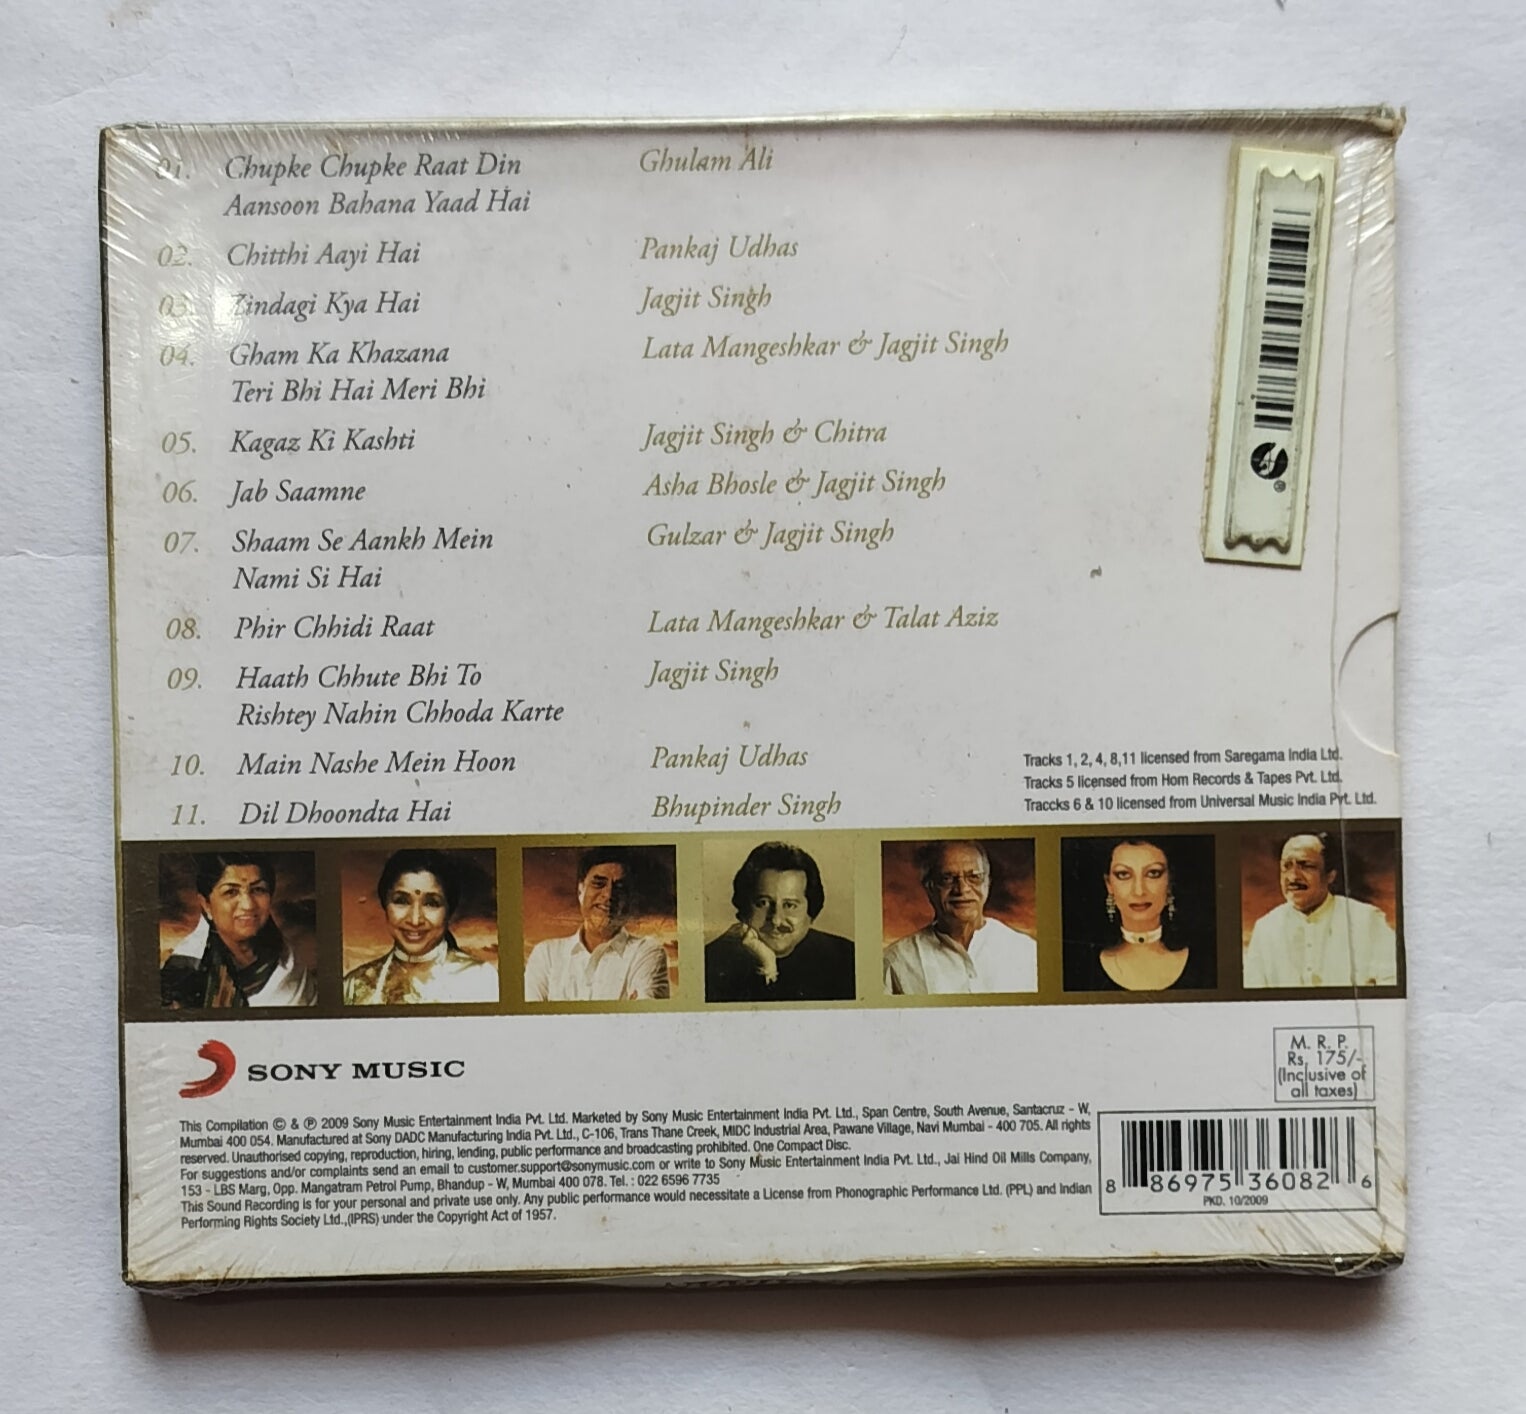 01. Chupke Chupke Raat Din Ghulam Ali
Aansoon Bahana Yaad Hai
02. Chitthi Aayi Hai Pankaj Udhas
03. Zindagi Kya Hai Jagjit Singh
04. Gham Ka Khazana Lata Mangeshkar & Jagjit Singh
Teri Bhi Hai Meri Bhi
05. Kagaz Ki Kashti Jagjit Singh & Chitra
06. Jab Saamne Asha Bhosle & Jagjit Singh
07. Shaam Se Aankh Mein Gulzar & Jagjit Singh
Nami Si Hai
08. Phir Chhidi Raat Lata Mangeshkar & Talat Aziz
09. Haath Chhute Bhi To Jagjit Singh
Rishtey Nahin Chhoda Karte
10. Main Nashe Mein Hoon Pankaj Udhas
11. Dil Dhoondta Hai Bhupinder Singh
Tracks 1, 2, 4, 8,11 licensed from Saregama India Ltd.
Tracks 5 licensed from Hom Records & Tapes Pvt. Ltd.
Traccks 6 & 10 licensed from Universal Music India Pvt. Ltd.
®
SONY MUSIC
M. R. P.
Rs. 175/-
(Inclusive of
all taxes)
This Compilation © & ℗ 2009 Sony Music Entertainment India Pvt. Ltd. Marketed by Sony Music Entertainment India Pvt. Ltd., Span Centre, South Avenue, Santacruz - W,
Mumbai 400 054. Manufactured at Sony DADC Manufacturing India Pvt. Ltd., C-106, Trans Thane Creek, MIDC Industrial Area, Pawane Village, Navi Mumbai - 400 705. All rights
reserved. Unauthorised copying, reproduction, hiring, lending, public performance and broadcasting prohibited. One Compact Disc.
For suggestions and/or complaints send an email to customer.support@sonymusic.com or write to Sony Music Entertainment India Pvt. Ltd., Jai Hind Oil Mills Company,
153 - LBS Marg, Opp. Mangatram Petrol Pump, Bhandup - W, Mumbai 400 078. Tel. : 022 6596 7735
This Sound Recording is for your personal and private use only. Any public performance would necessitate a License from Phonographic Performance Ltd. (PPL) and Indian
Performing Rights Society Ltd.,(IPRS) under the Copyright Act of 1957.
8 86975 36082 6
PKD. 10/2009